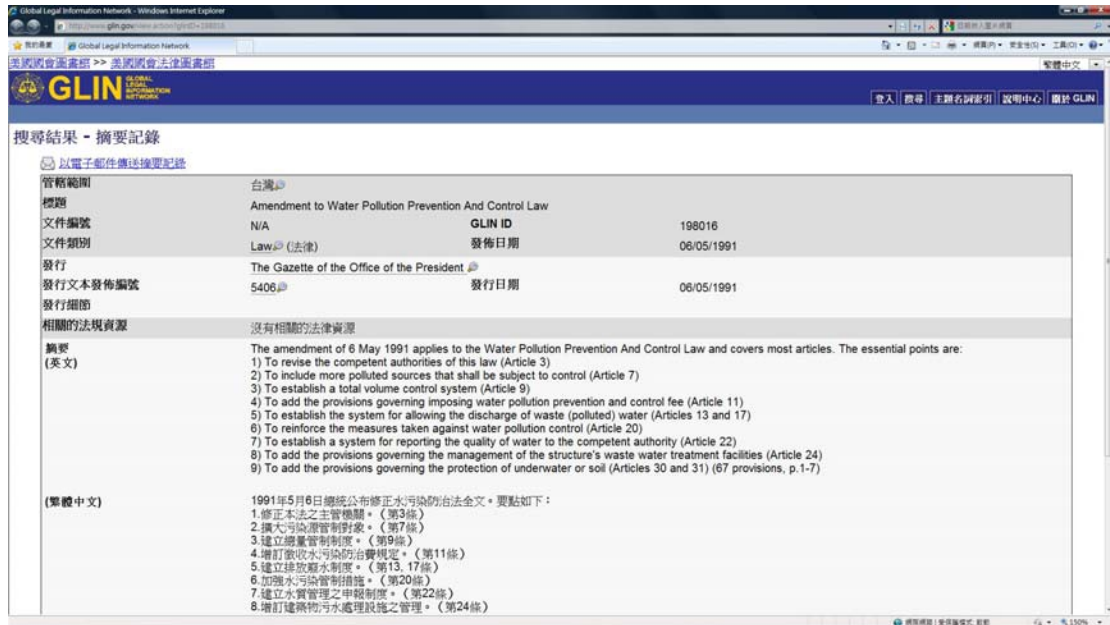 Global Legal Information Network - Windows Internet Explorer
http://www.glin.gov/view.action?glinID=198016
我的最愛 Global Legal Information Network
網頁(P) 安全性(S) 工具(O)
美國國會圖書館 >> 美國國會法律圖書館
繁體中文
GLIN GLOBAL LEGAL INFORMATION NETWORK
登入 搜尋 主題名詞索引 說明中心 關於 GLIN
搜尋結果 - 摘要記錄
以電子郵件傳送摘要記錄
管轄範圍 台灣
標題 Amendment to Water Pollution Prevention And Control Law
文件編號 N/A GLIN ID 198016
文件類別 Law (法律) 發佈日期 06/05/1991
發行 The Gazette of the Office of the President
發行文本發佈編號 5406 發行日期 06/05/1991
發行細節
相關的法規資源 沒有相關的法律資源
摘要 The amendment of 6 May 1991 applies to the Water Pollution Prevention And Control Law and covers most articles. The essential points are:
(英文) 1) To revise the competent authorities of this law (Article 3)
2) To include more polluted sources that shall be subject to control (Article 7)
3) To establish a total volume control system (Article 9)
4) To add the provisions governing imposing water pollution prevention and control fee (Article 11)
5) To establish the system for allowing the discharge of waste (polluted) water (Articles 13 and 17)
6) To reinforce the measures taken against water pollution control (Article 20)
7) To establish a system for reporting the quality of water to the competent authority (Article 22)
8) To add the provisions governing the management of the structure's waste water treatment facilities (Article 24)
9) To add the provisions governing the protection of underwater or soil (Articles 30 and 31) (67 provisions, p.1-7)
(繁體中文) 1991年5月6日總統公布修正水污染防治法全文。要點如下：
1.修正本法之主管機關。（第3條）
2.擴大污染源管制對象。（第7條）
3.建立總量管制制度。（第9條）
4.增訂徵收水污染防治費規定。（第11條）
5.建立排放廢水制度。（第13, 17條）
6.加強水污染管制措施。（第20條）
7.建立水質管理之申報制度。（第22條）
8.增訂建築物污水處理設施之管理。（第24條）
150%